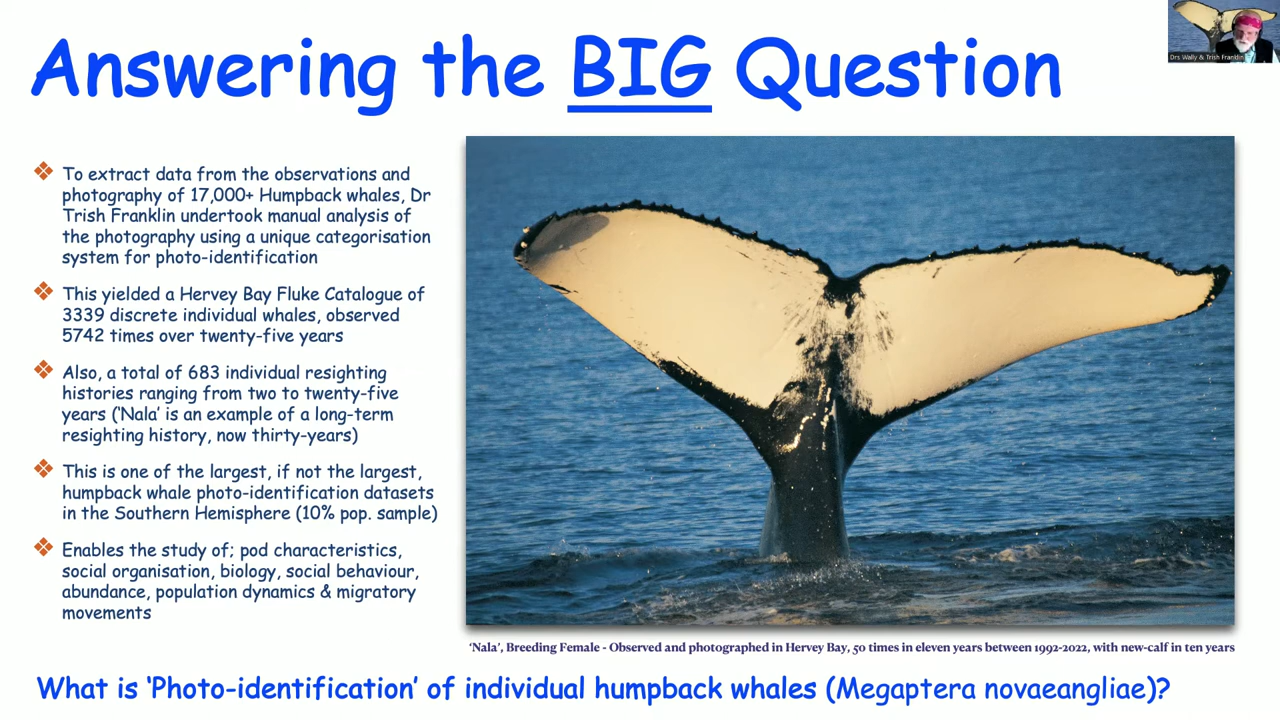 Answering the BIG Question
Drs Wally & Trish Franklin
❖ To extract data from the observations and
photography of 17,000+ Humpback whales, Dr
Trish Franklin undertook manual analysis of
the photography using a unique categorisation
system for photo-identification
❖ This yielded a Hervey Bay Fluke Catalogue of
3339 discrete individual whales, observed
5742 times over twenty-five years
❖ Also, a total of 683 individual resighting
histories ranging from two to twenty-five
years (‘Nala’ is an example of a long-term
resighting history, now thirty-years)
❖ This is one of the largest, if not the largest,
humpback whale photo-identification datasets
in the Southern Hemisphere (10% pop. sample)
❖ Enables the study of; pod characteristics,
social organisation, biology, social behaviour,
abundance, population dynamics & migratory
movements
‘Nala’, Breeding Female - Observed and photographed in Hervey Bay, 50 times in eleven years between 1992-2022, with new-calf in ten years
What is ‘Photo-identification’ of individual humpback whales (Megaptera novaeangliae)?